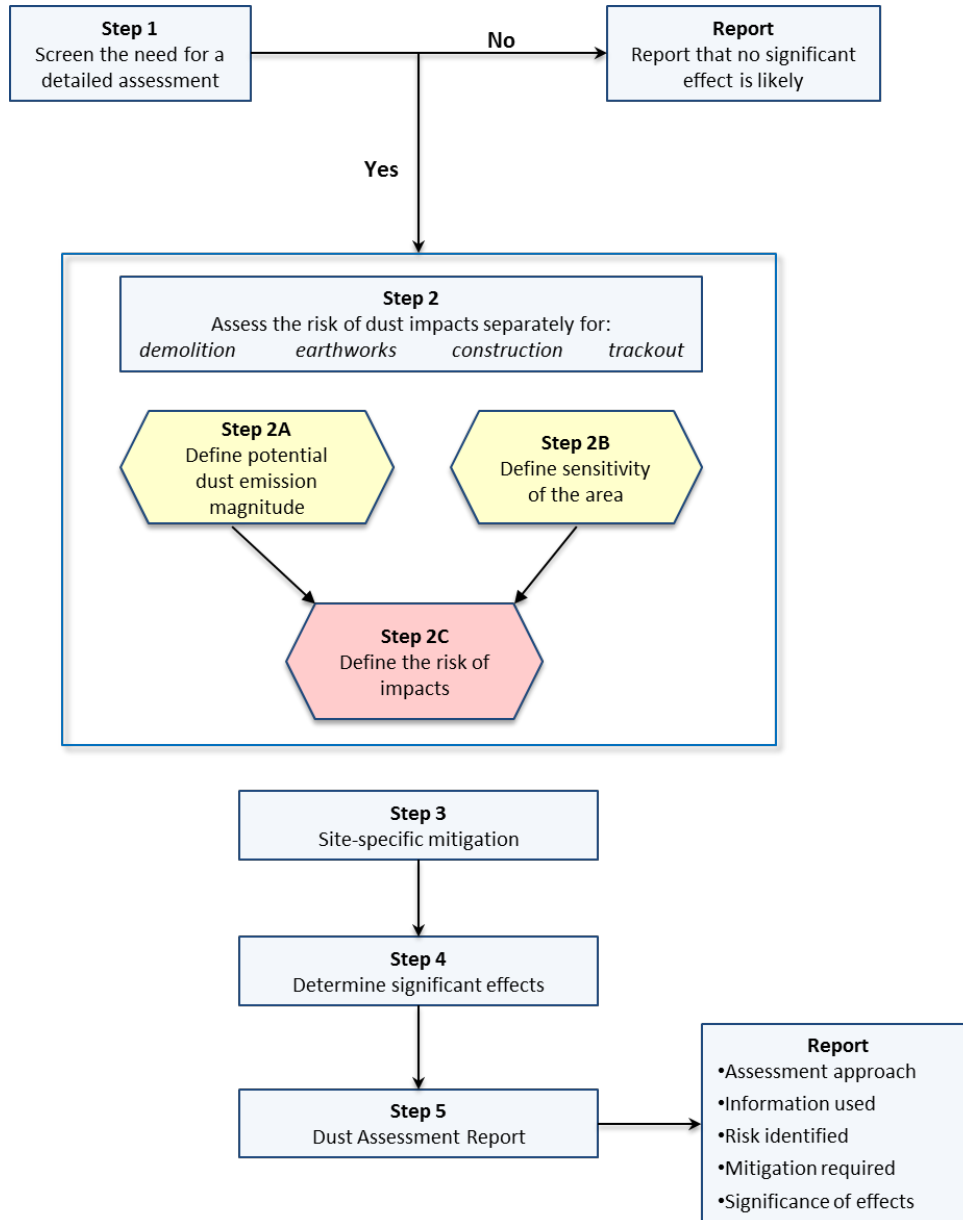 Step 1
Screen the need for a
detailed assessment
No
Report
Report that no significant
effect is likely
Yes
Step 2
Assess the risk of dust impacts separately for:
demolition earthworks construction trackout
Step 2A
Define potential
dust emission
magnitude
Step 2B
Define sensitivity
of the area
Step 2C
Define the risk of
impacts
Step 3
Site-specific mitigation
Step 4
Determine significant effects
Step 5
Dust Assessment Report
Report
•Assessment approach
•Information used
•Risk identified
•Mitigation required
•Significance of effects